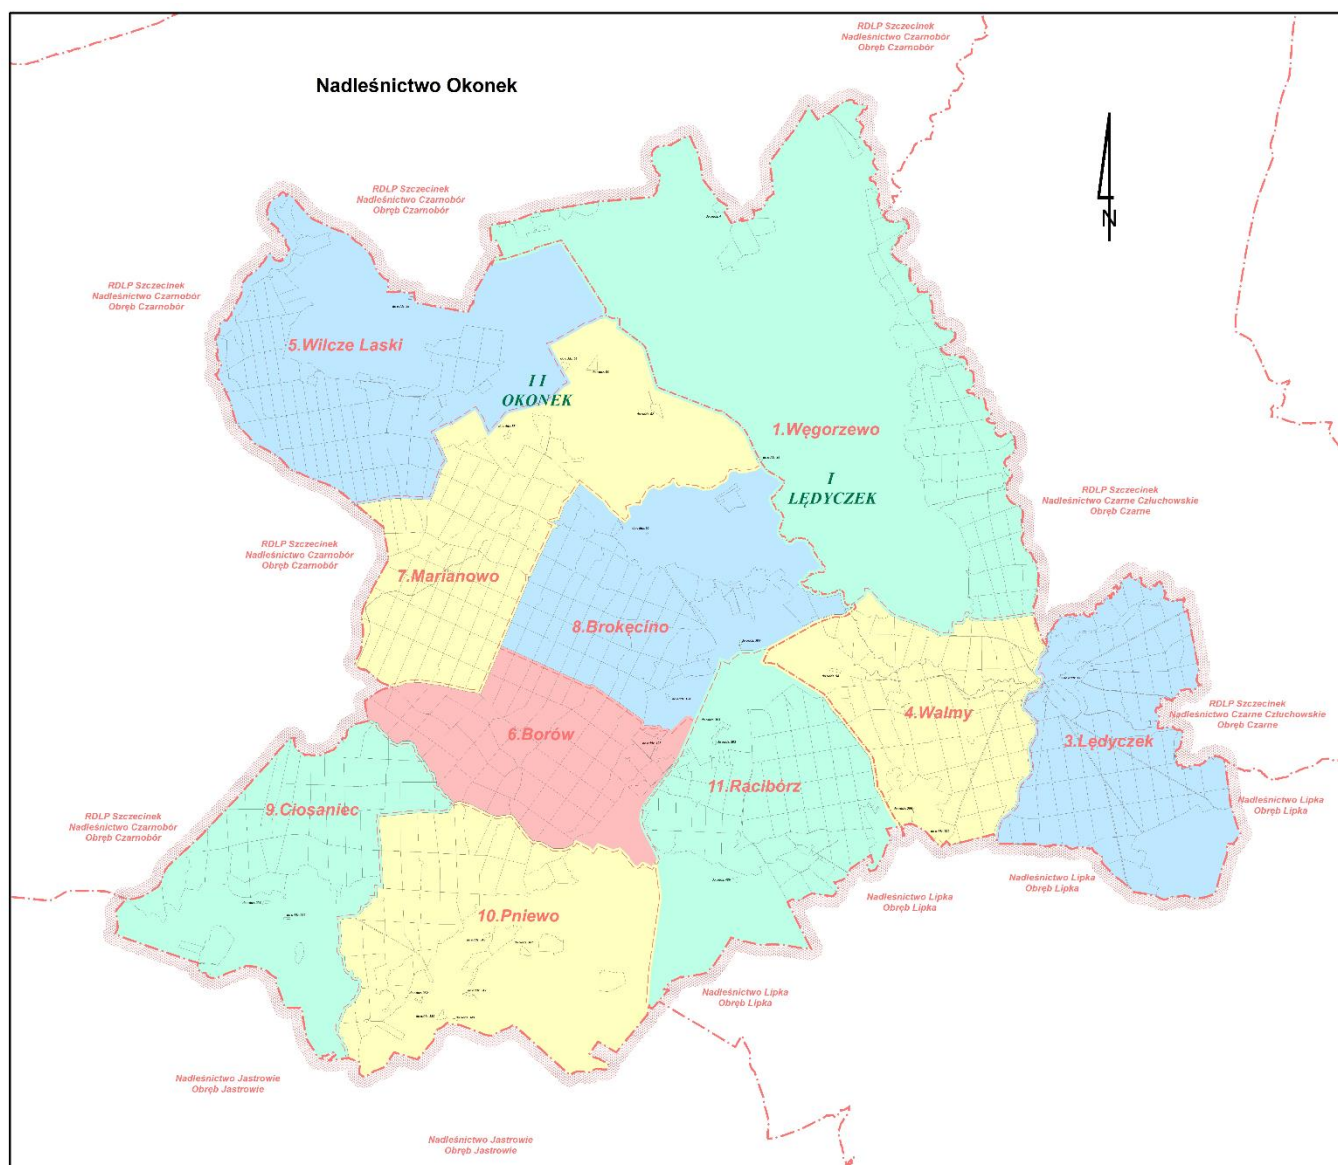 RDLP Szczecinek
Nadleśnictwo Czarnobór
Obręb Czarnobór
Nadleśnictwo Okonek
N
RDLP Szczecinek
Nadleśnictwo Czarnobór
Obręb Czarnobór
RDLP Szczecinek
Nadleśnictwo Czarnobór
Obręb Czarnobór
5.Wilcze Laski
I I
OKONEK
1.Węgorzewo
I
LĘDYCZEK
RDLP Szczecinek
Nadleśnictwo Czarne Człuchowskie
Obręb Czarne
RDLP Szczecinek
Nadleśnictwo Czarnobór
Obręb Czarnobór
7.Marianowo
8.Brokęcino
4.Walmy
RDLP Szczecinek
Nadleśnictwo Czarne Człuchowskie
Obręb Czarne
6.Borów
3.Lędyczek
11.Racibórz
9.Ciosaniec
Nadleśnictwo Lipka
Obręb Lipka
RDLP Szczecinek
Nadleśnictwo Czarnobór
Obręb Czarnobór
Nadleśnictwo Lipka
Obręb Lipka
Nadleśnictwo Lipka
Obręb Lipka
10.Pniewo
Nadleśnictwo Lipka
Obręb Lipka
Nadleśnictwo Jastrowie
Obręb Jastrowie
Nadleśnictwo Jastrowie
Obręb Jastrowie